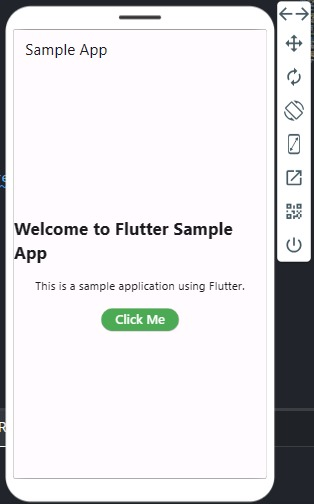 Sample App
Welcome to Flutter Sample
App
This is a sample application using Flutter.
Click Me